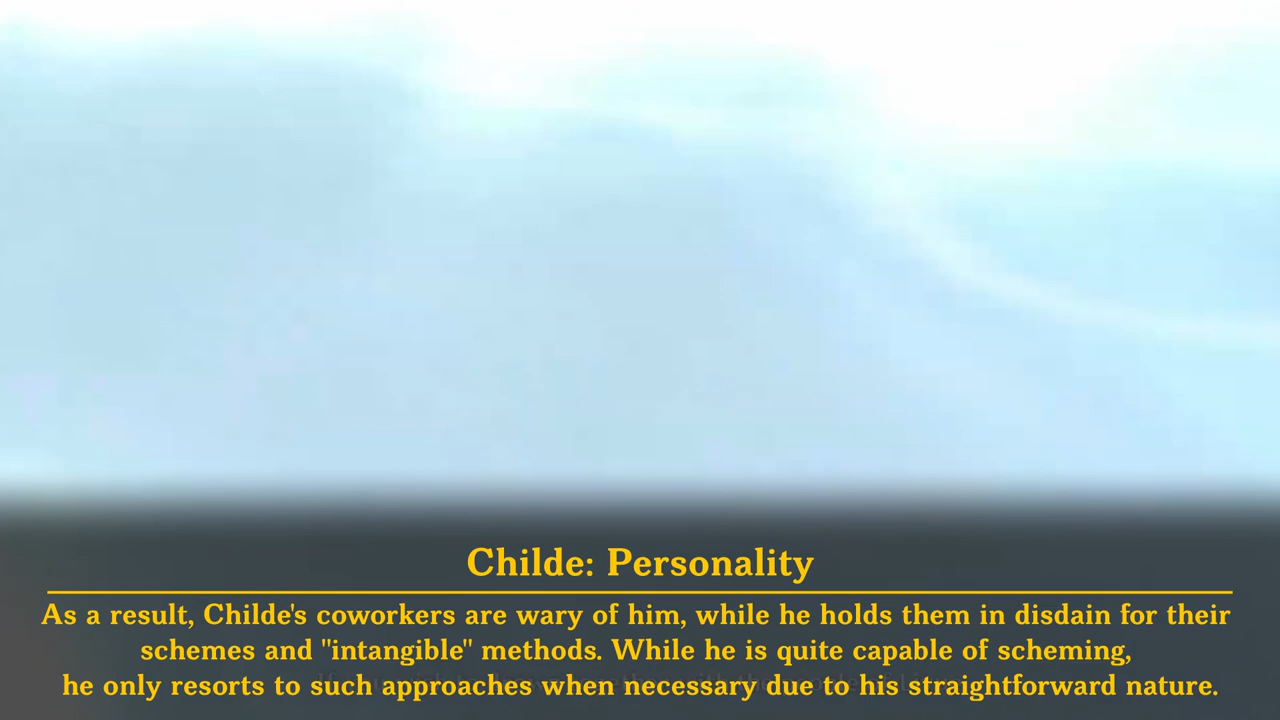 Childe: Personality
As a result, Childe's coworkers are wary of him, while he holds them in disdain for their
schemes and "intangible" methods. While he is quite capable of scheming,
he only resorts to such approaches when necessary due to his straightforward nature.